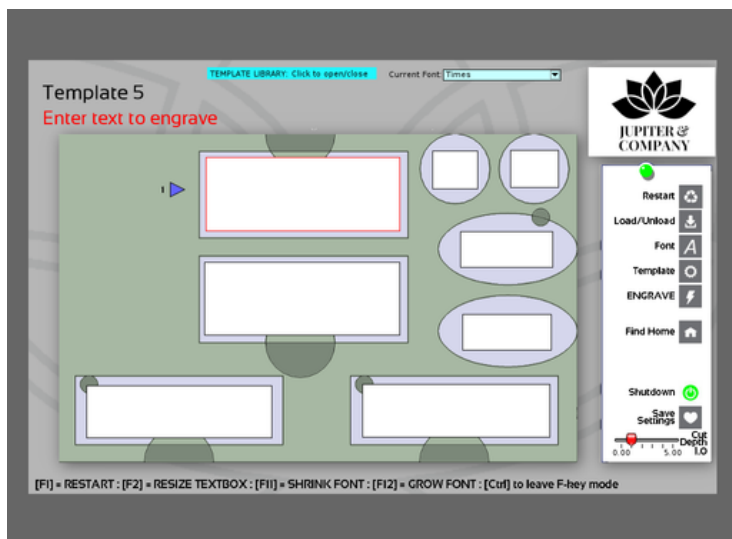 TEMPLATE LIBRARY: Click to open/close
Current Font
Times
Template 5
Enter text to engrave
JUPITER &
COMPANY
1
Restart
Load/Unload
Font
A
Template
ENGRAVE
Find Home
Shutdown
Save
Settings
Cut
Depth
0.00
5.00
1.0
[F1] = RESTART : [F2] = RESIZE TEXTBOX : [F11] = SHRINK FONT : [F12] = GROW FONT : [Ctrl] to leave F-key mode